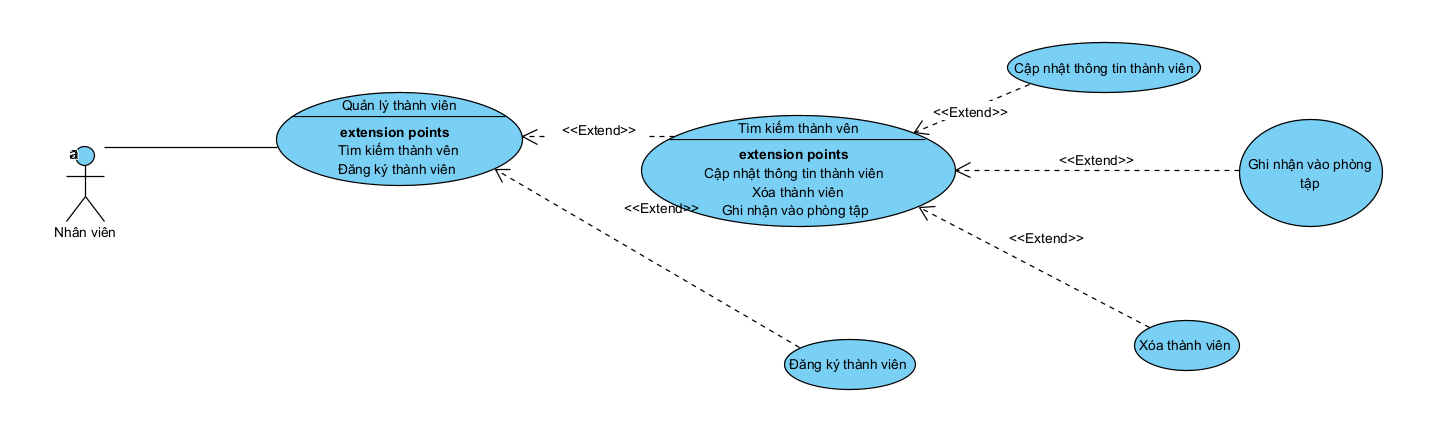 a
Nhân viên
Quản lý thành viên
extension points
Tìm kiếm thành vên
Đăng ký thành viên
<<Extend>>
<<Extend>>
Tìm kiếm thành vên
extension points
Cập nhật thông tin thành viên
Xóa thành viên
Ghi nhận vào phòng tập
<<Extend>>
Cập nhật thông tin thành viên
<<Extend>>
Ghi nhận vào phòng
tập
<<Extend>>
Xóa thành viên
Đăng ký thành viên